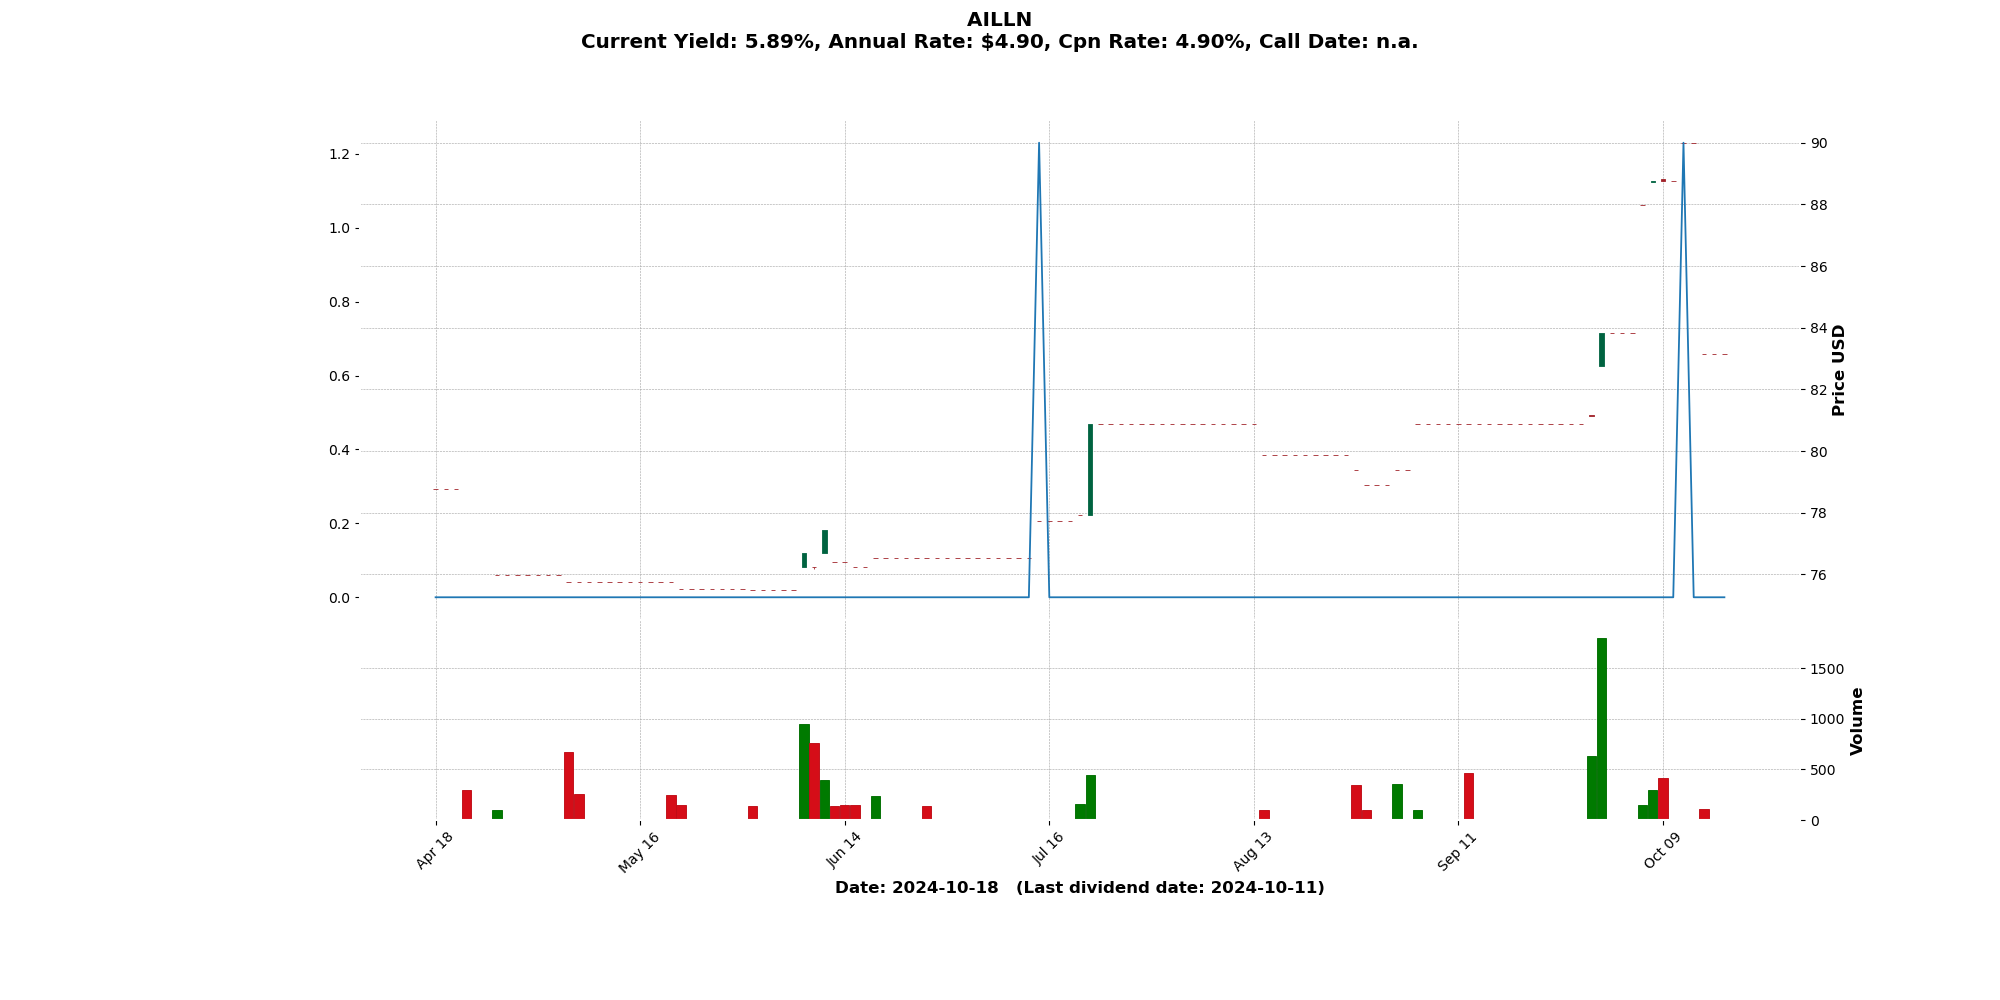 AILLN
Current Yield: 5.89%, Annual Rate: $4.90, Cpn Rate: 4.90%, Call Date: n.a.
1.2
1.0
0.8
0.6
0.4
0.2
0.0
90
88
86
84
82
80
78
76
Price USD
1500
1000
500
0
Volume
Apr 18
May 16
Jun 14
Jul 16
Aug 13
Sep 11
Oct 09
Date: 2024-10-18 (Last dividend date: 2024-10-11)